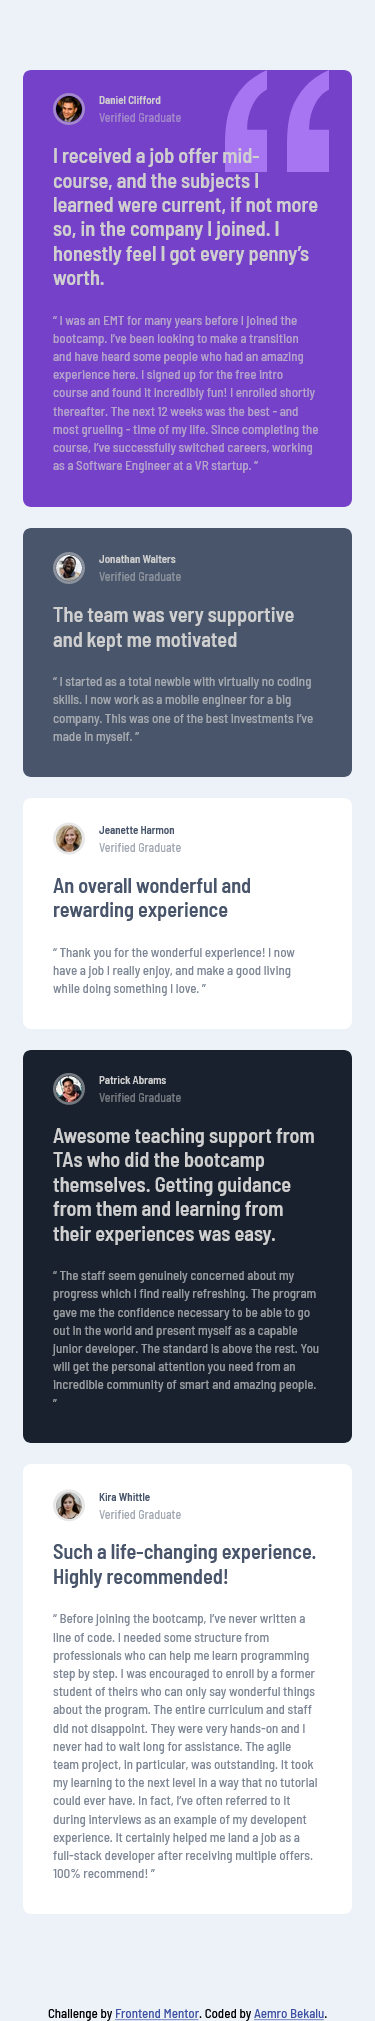 Daniel Clifford
Verified Graduate
I received a job offer mid-
course, and the subjects I
learned were current, if not more
so, in the company I joined. I
honestly feel I got every penny’s
worth.
“ I was an EMT for many years before I joined the
bootcamp. I’ve been looking to make a transition
and have heard some people who had an amazing
experience here. I signed up for the free intro
course and found it incredibly fun! I enrolled shortly
thereafter. The next 12 weeks was the best - and
most grueling - time of my life. Since completing the
course, I’ve successfully switched careers, working
as a Software Engineer at a VR startup. ”
Jonathan Walters
Verified Graduate
The team was very supportive
and kept me motivated
“ I started as a total newbie with virtually no coding
skills. I now work as a mobile engineer for a big
company. This was one of the best investments I’ve
made in myself. ”
Jeanette Harmon
Verified Graduate
An overall wonderful and
rewarding experience
“ Thank you for the wonderful experience! I now
have a job I really enjoy, and make a good living
while doing something I love. ”
Patrick Abrams
Verified Graduate
Awesome teaching support from
TAs who did the bootcamp
themselves. Getting guidance
from them and learning from
their experiences was easy.
“ The staff seem genuinely concerned about my
progress which I find really refreshing. The program
gave me the confidence necessary to be able to go
out in the world and present myself as a capable
junior developer. The standard is above the rest. You
will get the personal attention you need from an
incredible community of smart and amazing people.
”
Kira Whittle
Verified Graduate
Such a life-changing experience.
Highly recommended!
“ Before joining the bootcamp, I’ve never written a
line of code. I needed some structure from
professionals who can help me learn programming
step by step. I was encouraged to enroll by a former
student of theirs who can only say wonderful things
about the program. The entire curriculum and staff
did not disappoint. They were very hands-on and I
never had to wait long for assistance. The agile
team project, in particular, was outstanding. It took
my learning to the next level in a way that no tutorial
could ever have. In fact, I’ve often referred to it
during interviews as an example of my developent
experience. It certainly helped me land a job as a
full-stack developer after receiving multiple offers.
100% recommend! ”
Challenge by Frontend Mentor. Coded by Aemro Bekalu.